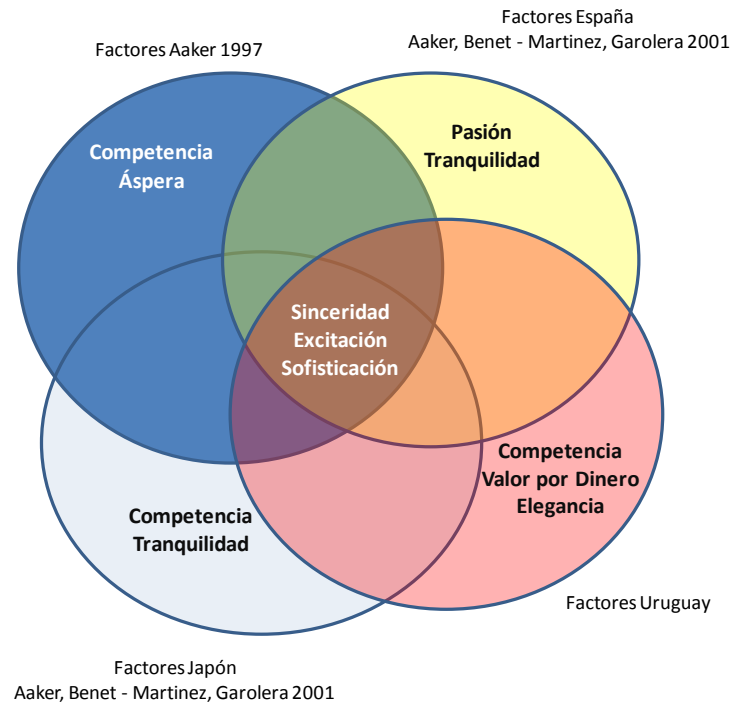 Factores España
Aaker, Benet - Martinez, Garolera 2001
Factores Aaker 1997
Pasión
Tranquilidad
Competencia
Áspera
Sinceridad
Excitación
Sofisticación
Competencia
Valor por Dinero
Elegancia
Competencia
Tranquilidad
Factores Uruguay
Factores Japón
Aaker, Benet - Martinez, Garolera 2001